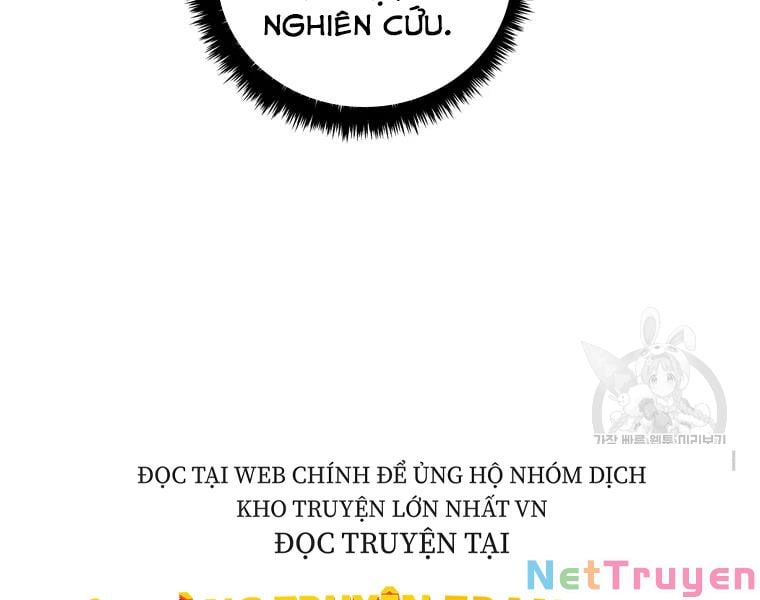 NGHIÊN CỨU.
가장 빠른 웹툰 미리보기
ĐỌC TẠI WEB CHÍNH ĐỂ ỦNG HỘ NHÓM DỊCH
KHO TRUYỆN LỚN NHẤT VN
ĐỌC TRUYỆN TẠI
NetTruyen